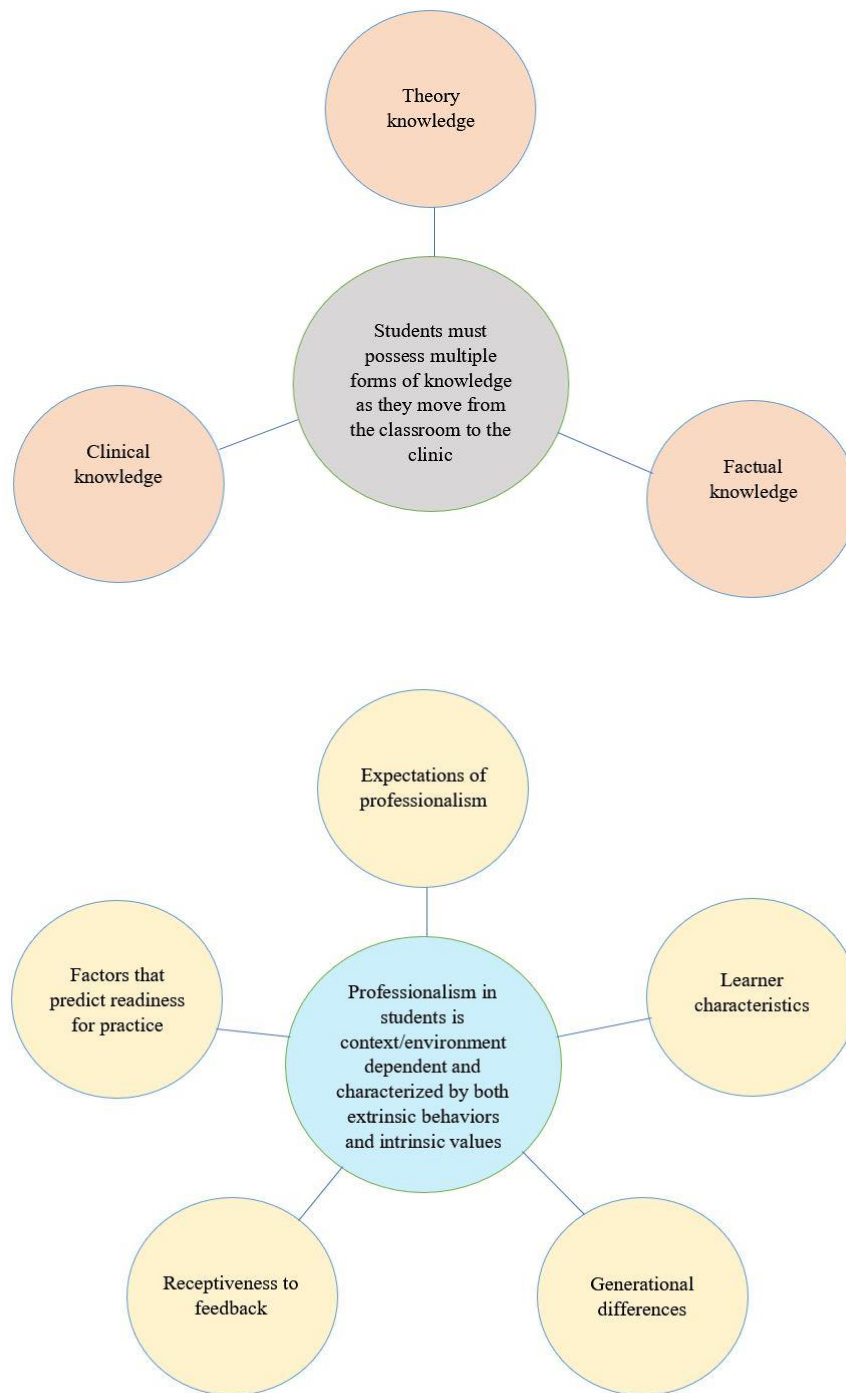 Theory
knowledge
Students must
possess multiple
forms of knowledge
as they move from
the classroom to the
clinic
Clinical
knowledge
Factual
knowledge
Expectations of
professionalism
Factors that
predict readiness
for practice
Professionalism in
students is
context/environment
dependent and
characterized by both
extrinsic behaviors
and intrinsic values
Learner
characteristics
Receptiveness to
feedback
Generational
differences